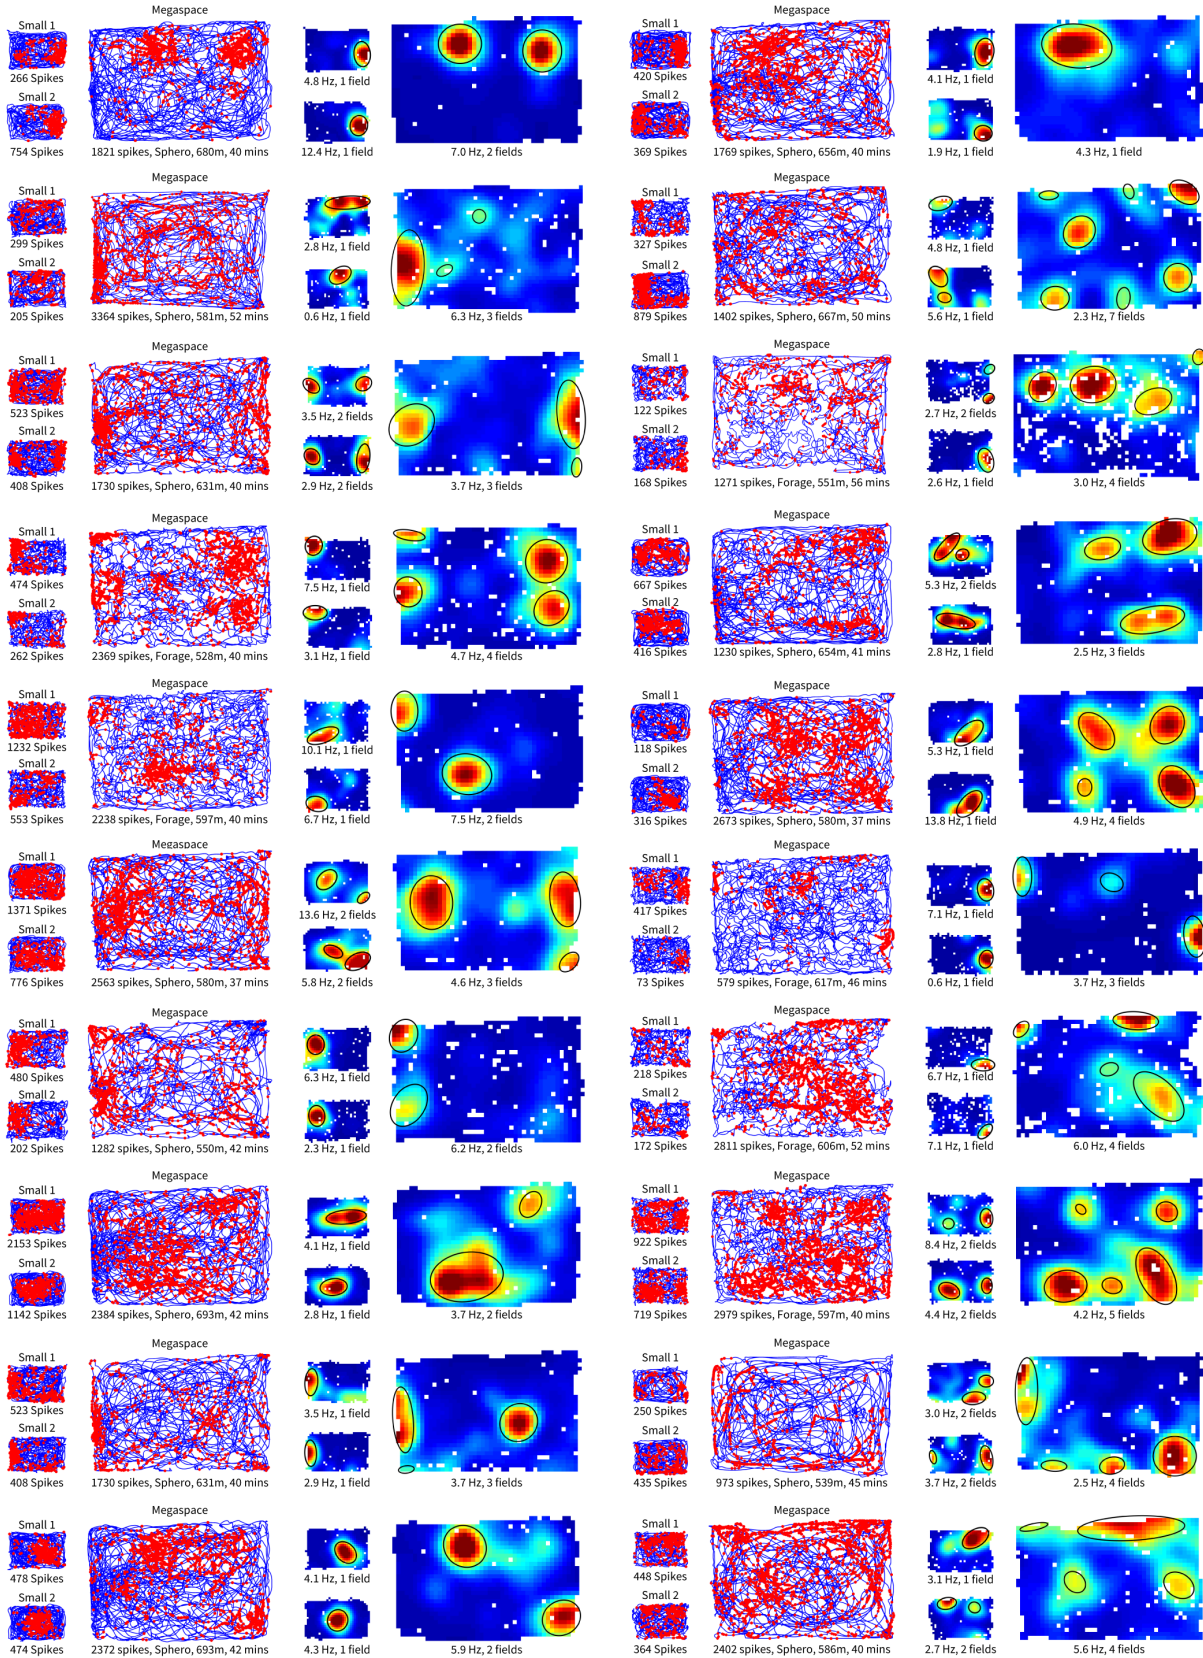 Megaspace
Small 1
266 Spikes
Small 2
754 Spikes
1821 spikes, Sphero, 680m, 40 mins
4.8 Hz, 1 field
12.4 Hz, 1 field
7.0 Hz, 2 fields
Megaspace
Small 1
420 Spikes
Small 2
369 Spikes
1769 spikes, Sphero, 656m, 40 mins
4.1 Hz, 1 field
1.9 Hz, 1 field
4.3 Hz, 1 field
Megaspace
Small 1
299 Spikes
Small 2
205 Spikes
3364 spikes, Sphero, 581m, 52 mins
2.8 Hz, 1 field
0.6 Hz, 1 field
6.3 Hz, 3 fields
Megaspace
Small 1
327 Spikes
Small 2
879 Spikes
1402 spikes, Sphero, 667m, 50 mins
4.8 Hz, 1 field
5.6 Hz, 1 field
2.3 Hz, 7 fields
Megaspace
Small 1
523 Spikes
Small 2
408 Spikes
1730 spikes, Sphero, 631m, 40 mins
3.5 Hz, 2 fields
2.9 Hz, 2 fields
3.7 Hz, 3 fields
Megaspace
Small 1
122 Spikes
Small 2
168 Spikes
1271 spikes, Forage, 551m, 56 mins
2.7 Hz, 2 fields
2.6 Hz, 1 field
3.0 Hz, 4 fields
Megaspace
Small 1
474 Spikes
Small 2
262 Spikes
2369 spikes, Forage, 528m, 40 mins
7.5 Hz, 1 field
3.1 Hz, 1 field
4.7 Hz, 4 fields
Megaspace
Small 1
667 Spikes
Small 2
416 Spikes
1230 spikes, Sphero, 654m, 41 mins
5.3 Hz, 2 fields
2.8 Hz, 1 field
2.5 Hz, 3 fields
Megaspace
Small 1
1232 Spikes
Small 2
553 Spikes
2238 spikes, Forage, 597m, 40 mins
10.1 Hz, 1 field
6.7 Hz, 1 field
7.5 Hz, 2 fields
Megaspace
Small 1
118 Spikes
Small 2
316 Spikes
2673 spikes, Sphero, 580m, 37 mins
5.3 Hz, 1 field
13.8 Hz, 1 field
4.9 Hz, 4 fields
Megaspace
Small 1
1371 Spikes
Small 2
776 Spikes
2563 spikes, Sphero, 580m, 37 mins
13.6 Hz, 2 fields
5.8 Hz, 2 fields
4.6 Hz, 3 fields
Megaspace
Small 1
417 Spikes
Small 2
73 Spikes
579 spikes, Forage, 617m, 46 mins
7.1 Hz, 1 field
0.6 Hz, 1 field
3.7 Hz, 3 fields
Megaspace
Small 1
480 Spikes
Small 2
202 Spikes
1282 spikes, Sphero, 550m, 42 mins
6.3 Hz, 1 field
2.3 Hz, 1 field
6.2 Hz, 2 fields
Megaspace
Small 1
218 Spikes
Small 2
172 Spikes
2811 spikes, Forage, 606m, 52 mins
6.7 Hz, 1 field
7.1 Hz, 1 field
6.0 Hz, 4 fields
Megaspace
Small 1
2153 Spikes
Small 2
1142 Spikes
2384 spikes, Sphero, 693m, 42 mins
4.1 Hz, 1 field
2.8 Hz, 1 field
3.7 Hz, 2 fields
Megaspace
Small 1
922 Spikes
Small 2
719 Spikes
2979 spikes, Forage, 597m, 40 mins
8.4 Hz, 2 fields
4.4 Hz, 2 fields
4.2 Hz, 5 fields
Megaspace
Small 1
523 Spikes
Small 2
408 Spikes
1730 spikes, Sphero, 631m, 40 mins
3.5 Hz, 1 field
2.9 Hz, 1 field
3.7 Hz, 3 fields
Megaspace
Small 1
250 Spikes
Small 2
435 Spikes
973 spikes, Sphero, 539m, 45 mins
3.0 Hz, 2 fields
3.7 Hz, 2 fields
2.5 Hz, 4 fields
Megaspace
Small 1
478 Spikes
Small 2
474 Spikes
2372 spikes, Sphero, 693m, 42 mins
4.1 Hz, 1 field
4.3 Hz, 1 field
5.9 Hz, 2 fields
Megaspace
Small 1
448 Spikes
Small 2
364 Spikes
2402 spikes, Sphero, 586m, 40 mins
3.1 Hz, 1 field
2.7 Hz, 2 fields
5.6 Hz, 4 fields